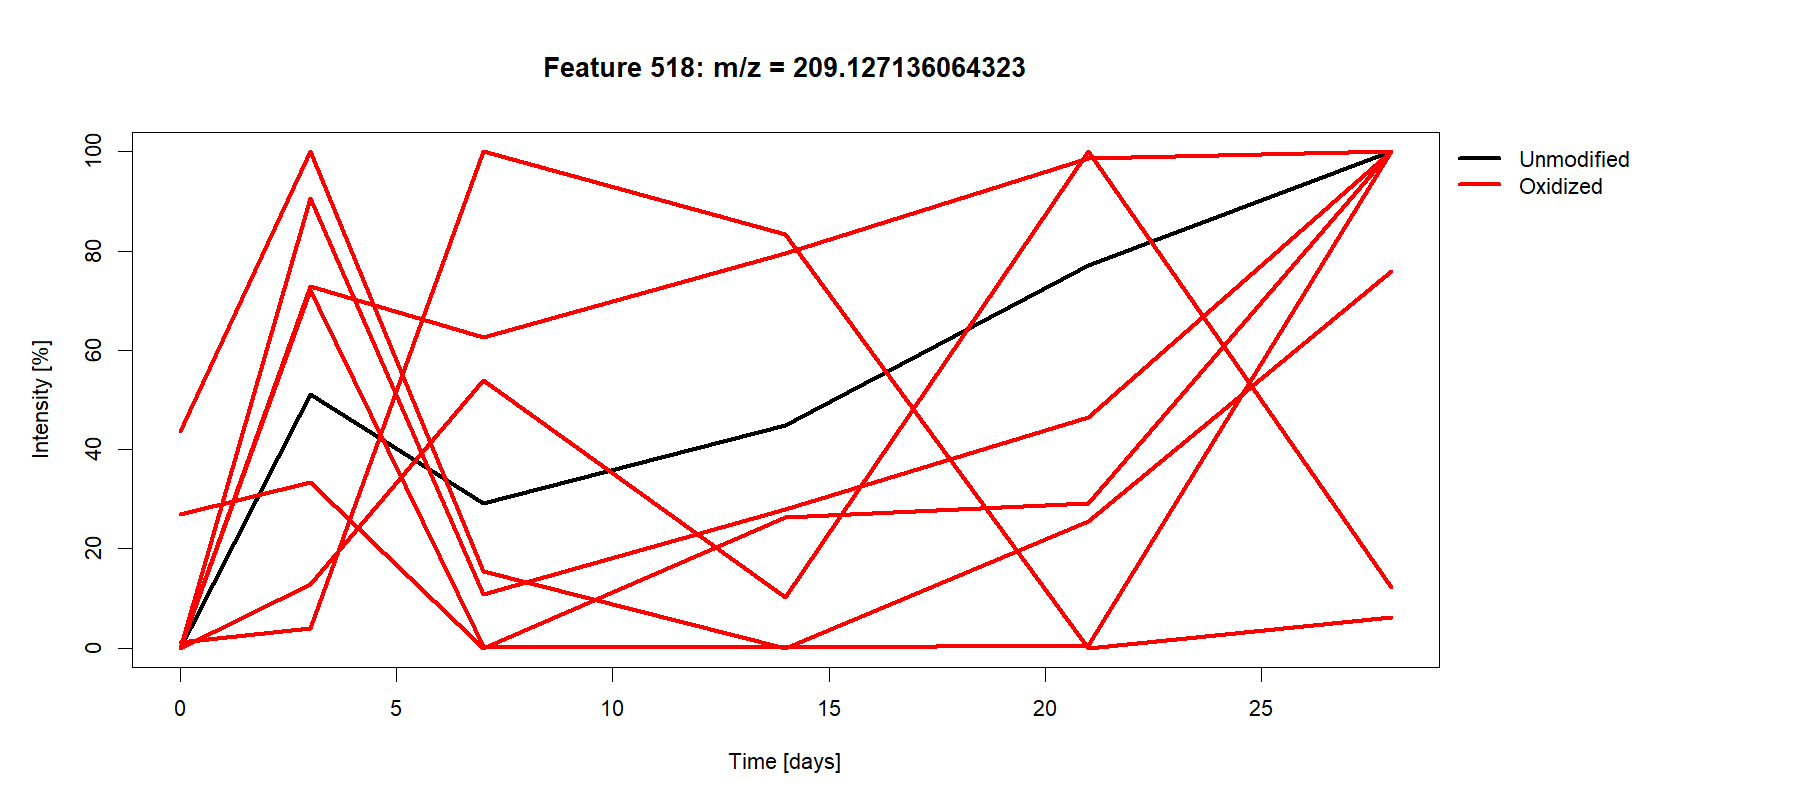 Feature 518: m/z = 209.127136064323
Unmodified
Oxidized
Intensity [%]
100
80
60
40
20
0
0 5 10 15 20 25
Time [days]